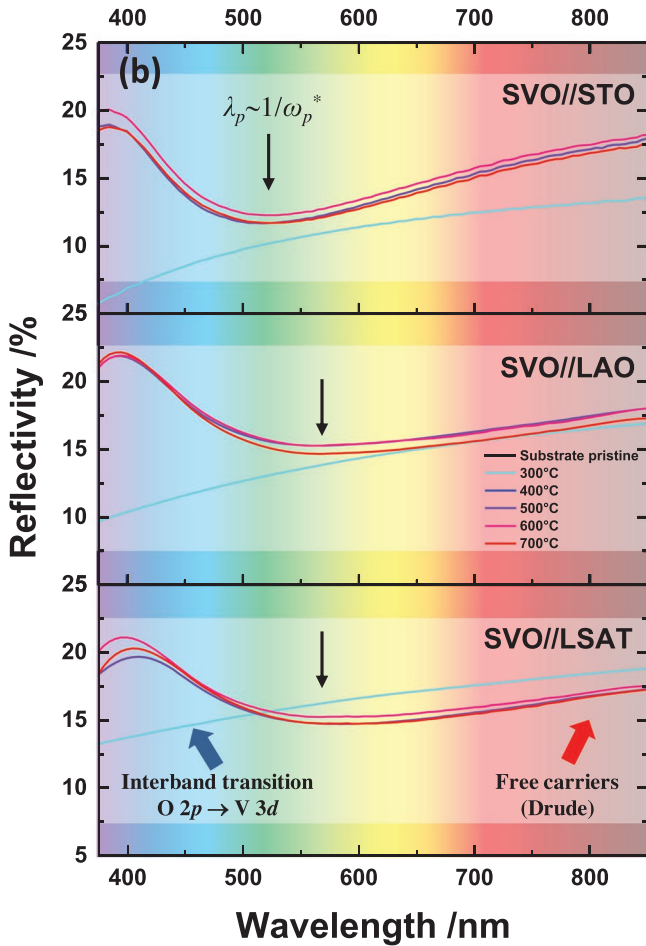 400 500 600 700 800
25
(b)
SVO//STO
λp~1/ωp*
20
15
10
25
SVO//LAO
20
15
10
Substrate pristine
300°C
400°C
500°C
600°C
700°C
25
SVO//LSAT
20
15
10
5
Interband transition
O 2p → V 3d
Free carriers
(Drude)
400 500 600 700 800
Reflectivity /%
Wavelength /nm